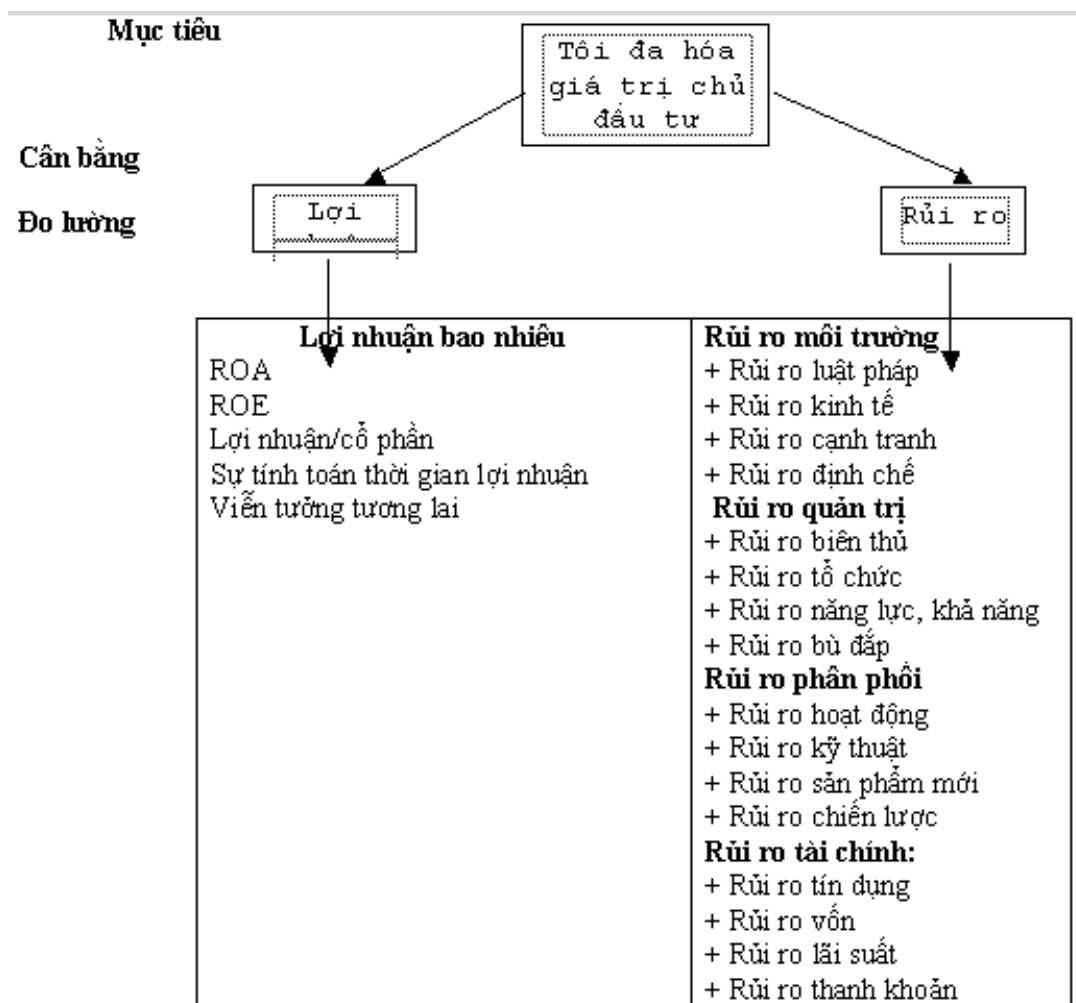 Mục tiêu
Tôi đa hóa
giá trị chủ
đầu tư
Cân bằng
Đo lường
Lợi
Rủi ro
Lợi nhuận bao nhiêu
ROA
ROE
Lợi nhuận/cổ phần
Sự tính toán thời gian lợi nhuận
Viễn tưởng tương lai
Rủi ro môi trường
+ Rủi ro luật pháp
+ Rủi ro kinh tế
+ Rủi ro cạnh tranh
+ Rủi ro định chế
Rủi ro quản trị
+ Rủi ro biên thủ
+ Rủi ro tổ chức
+ Rủi ro năng lực, khả năng
+ Rủi ro bù đắp
Rủi ro phân phối
+ Rủi ro hoạt động
+ Rủi ro kỹ thuật
+ Rủi ro sản phẩm mới
+ Rủi ro chiến lược
Rủi ro tài chính:
+ Rủi ro tín dụng
+ Rủi ro vốn
+ Rủi ro lãi suất
+ Rủi ro thanh khoản